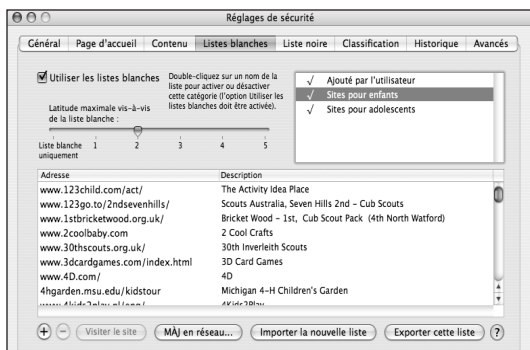 Réglages de sécurité
Général Page d'accueil Contenu Listes blanches Liste noire Classification Historique Avancés
Utiliser les listes blanches
Double-cliquez sur un nom de la
liste pour activer ou désactiver
cette catégorie (l'option Utiliser les
listes blanches doit être activée).
√ Ajouté par l'utilisateur
√ Sites pour enfants
√ Sites pour adolescents
Latitude maximale vis-à-vis
de la liste blanche :
Liste blanche
uniquement
1 2 3 4 5
Adresse Description
www.123child.com/act/ The Activity Idea Place
www.123go.to/2ndsevenhills/ Scouts Australia, Seven Hills 2nd – Cub Scouts
www.1stbricketwood.org.uk/ Bricket Wood – 1st, Cub Scout Pack (4th North Watford)
www.2coolbaby.com 2 Cool Crafts
www.30thscouts.org.uk/ 30th Inverleith Scouts
www.3dcardgames.com/index.html 3D Card Games
www.4D.com/ 4D
4hgarden.msu.edu/kidstour Michigan 4-H Children's Garden
www.4kids2play.nl/eng/ 4Kids2Play
+ − Visiter le site MÀJ en réseau... Importer la nouvelle liste Exporter cette liste ?